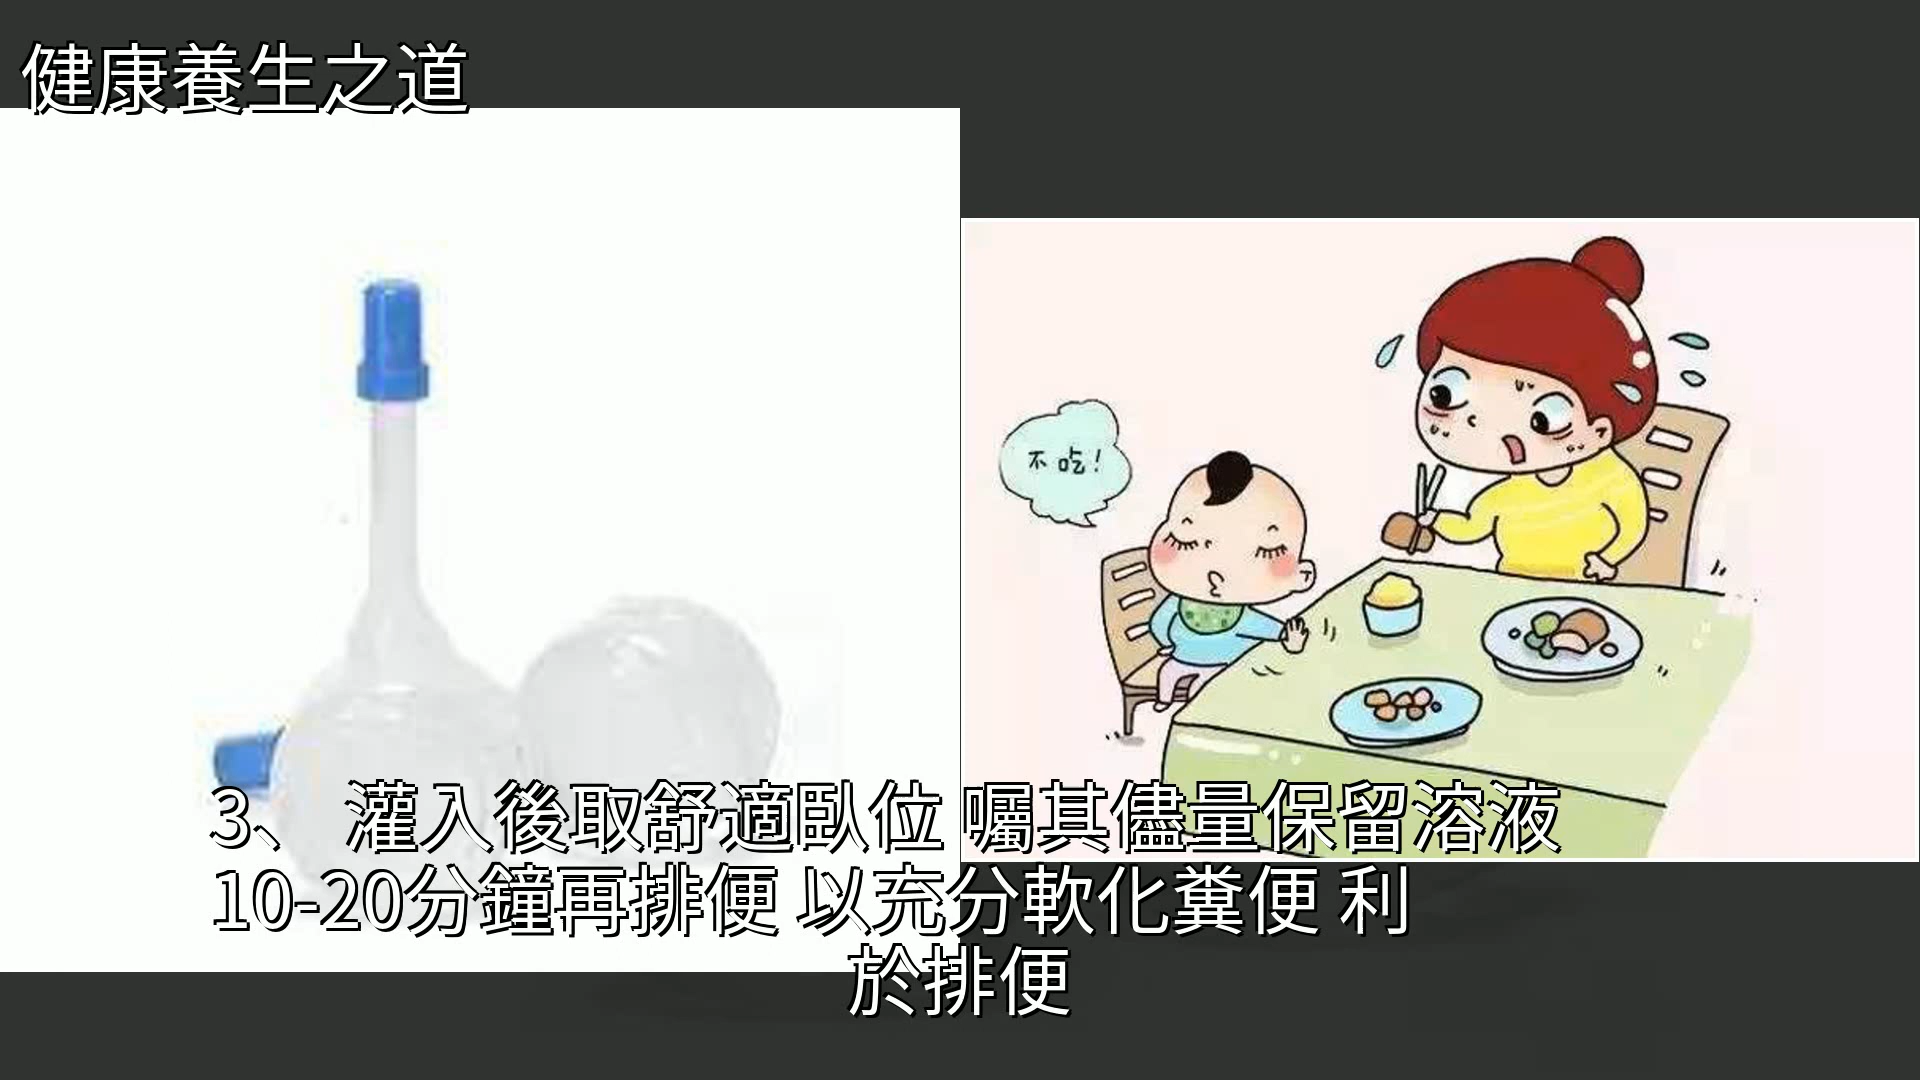 健康養生之道
不吃！
3、 灌入後取舒適臥位 囑其儘量保留溶液
10-20分鐘再排便 以充分軟化糞便 利
於排便